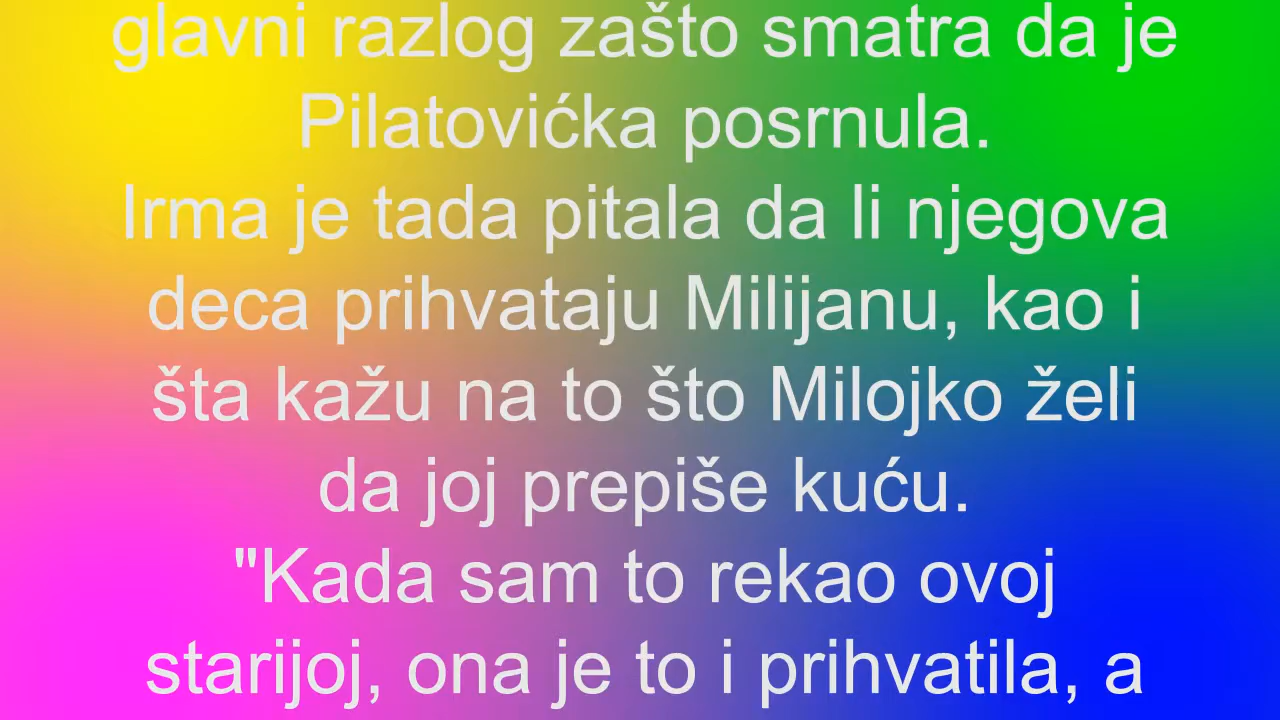 glavni razlog zašto smatra da je
Pilatovićka posrnula.
Irma je tada pitala da li njegova
deca prihvataju Milijanu, kao i
šta kažu na to što Milojko želi
da joj prepiše kuću.
"Kada sam to rekao ovoj
starijoj, ona je to i prihvatila, a